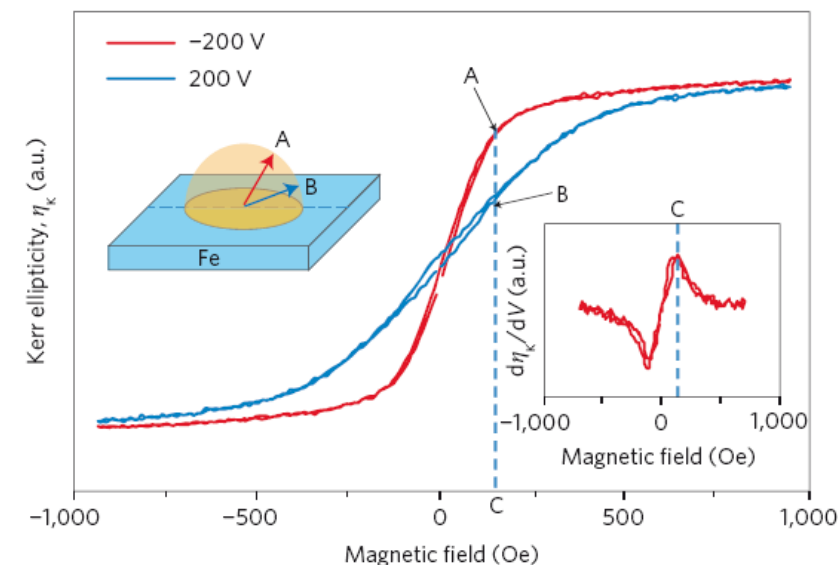 −200 V
200 V
A
B
Fe
A
B
C
Kerr ellipticity, ηK (a.u.)
dηK/dV (a.u.)
−1,000 0 1,000
Magnetic field (Oe)
−1,000 −500 0 C 500 1,000
Magnetic field (Oe)